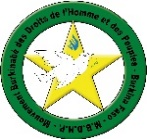 Mouvement Burkinabè des Droits de l'Homme et des Peuples - Burkina Faso - M.B.D.H.P -